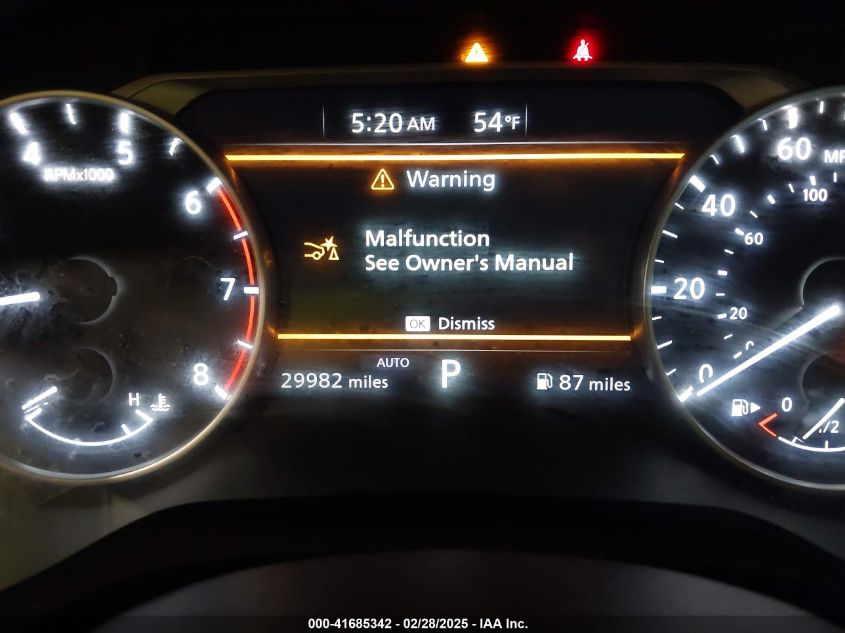 5:20 AM 54°F
Warning
Malfunction
See Owner's Manual
OK Dismiss
AUTO
29982 miles P 87 miles
4 5 6 7 8
RPMx1000
H
0 20 40 60
20 60 100
0 1/2
000-41685342 - 02/28/2025 - IAA Inc.